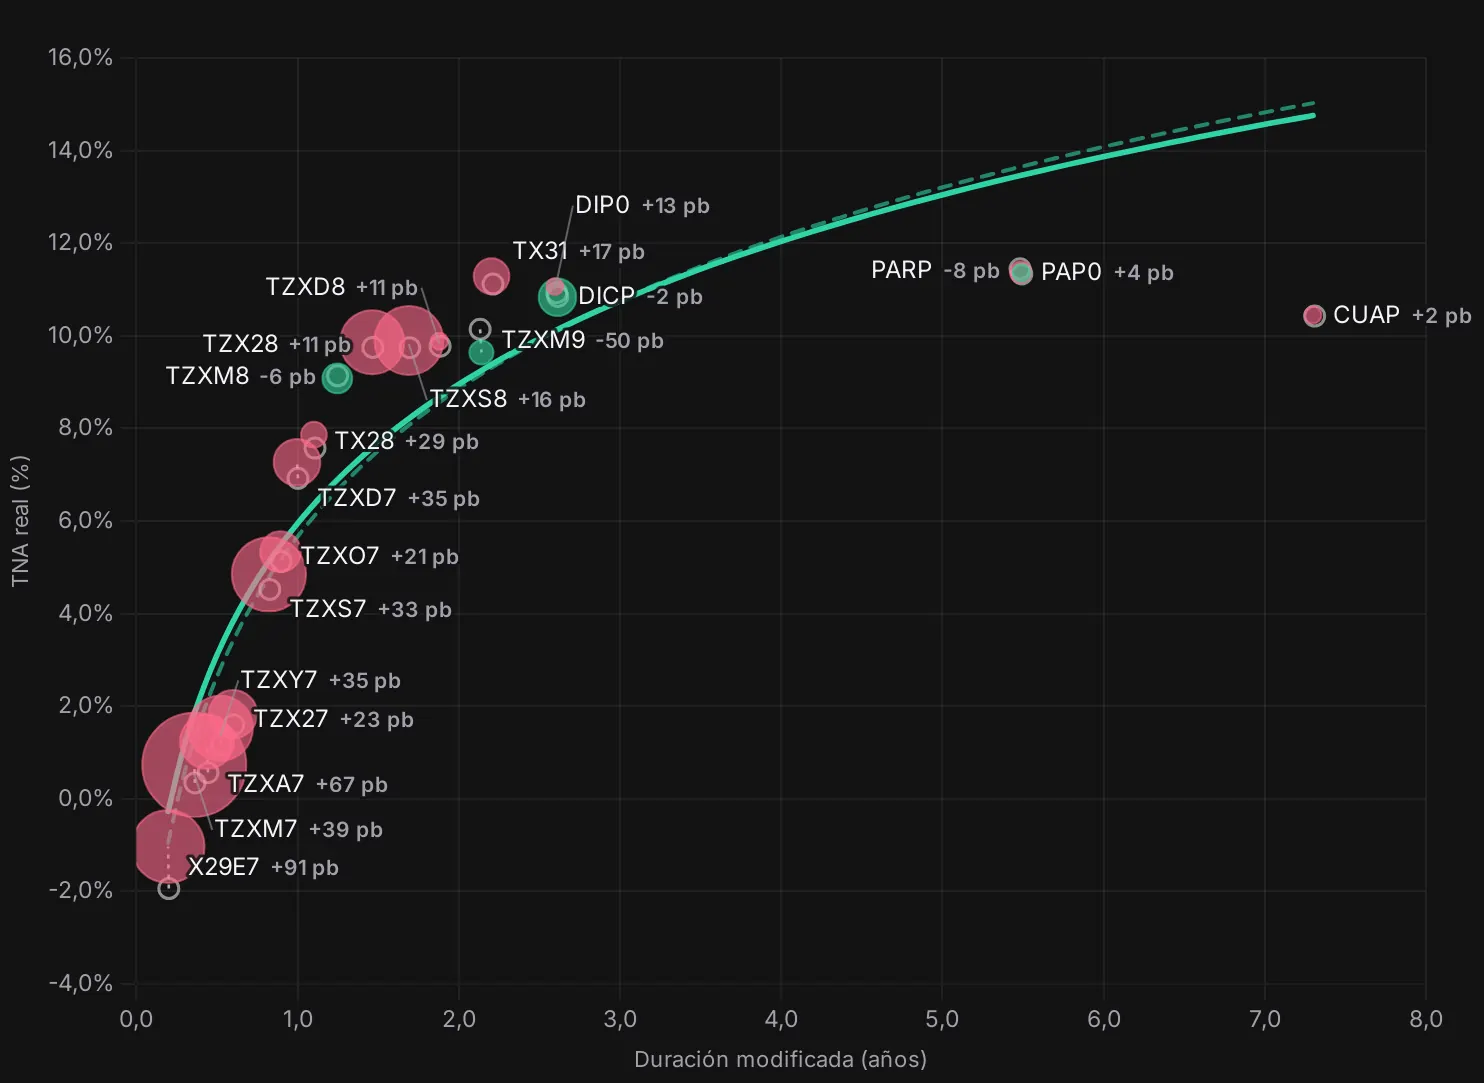 16,0%
14,0%
12,0%
10,0%
8,0%
6,0%
4,0%
2,0%
0,0%
-2,0%
-4,0%
TNA real (%)
DIP0 +13 pb
TX31 +17 pb
TZXD8 +11 pb
DICP -2 pb
PARP -8 pb
PAP0 +4 pb
CUAP +2 pb
TZX28 +11 pb
TZXM9 -50 pb
TZXM8 -6 pb
TZXS8 +16 pb
TX28 +29 pb
TZXD7 +35 pb
TZXO7 +21 pb
TZXS7 +33 pb
TZXY7 +35 pb
TZX27 +23 pb
TZXA7 +67 pb
TZXM7 +39 pb
X29E7 +91 pb
0,0 1,0 2,0 3,0 4,0 5,0 6,0 7,0 8,0
Duración modificada (años)